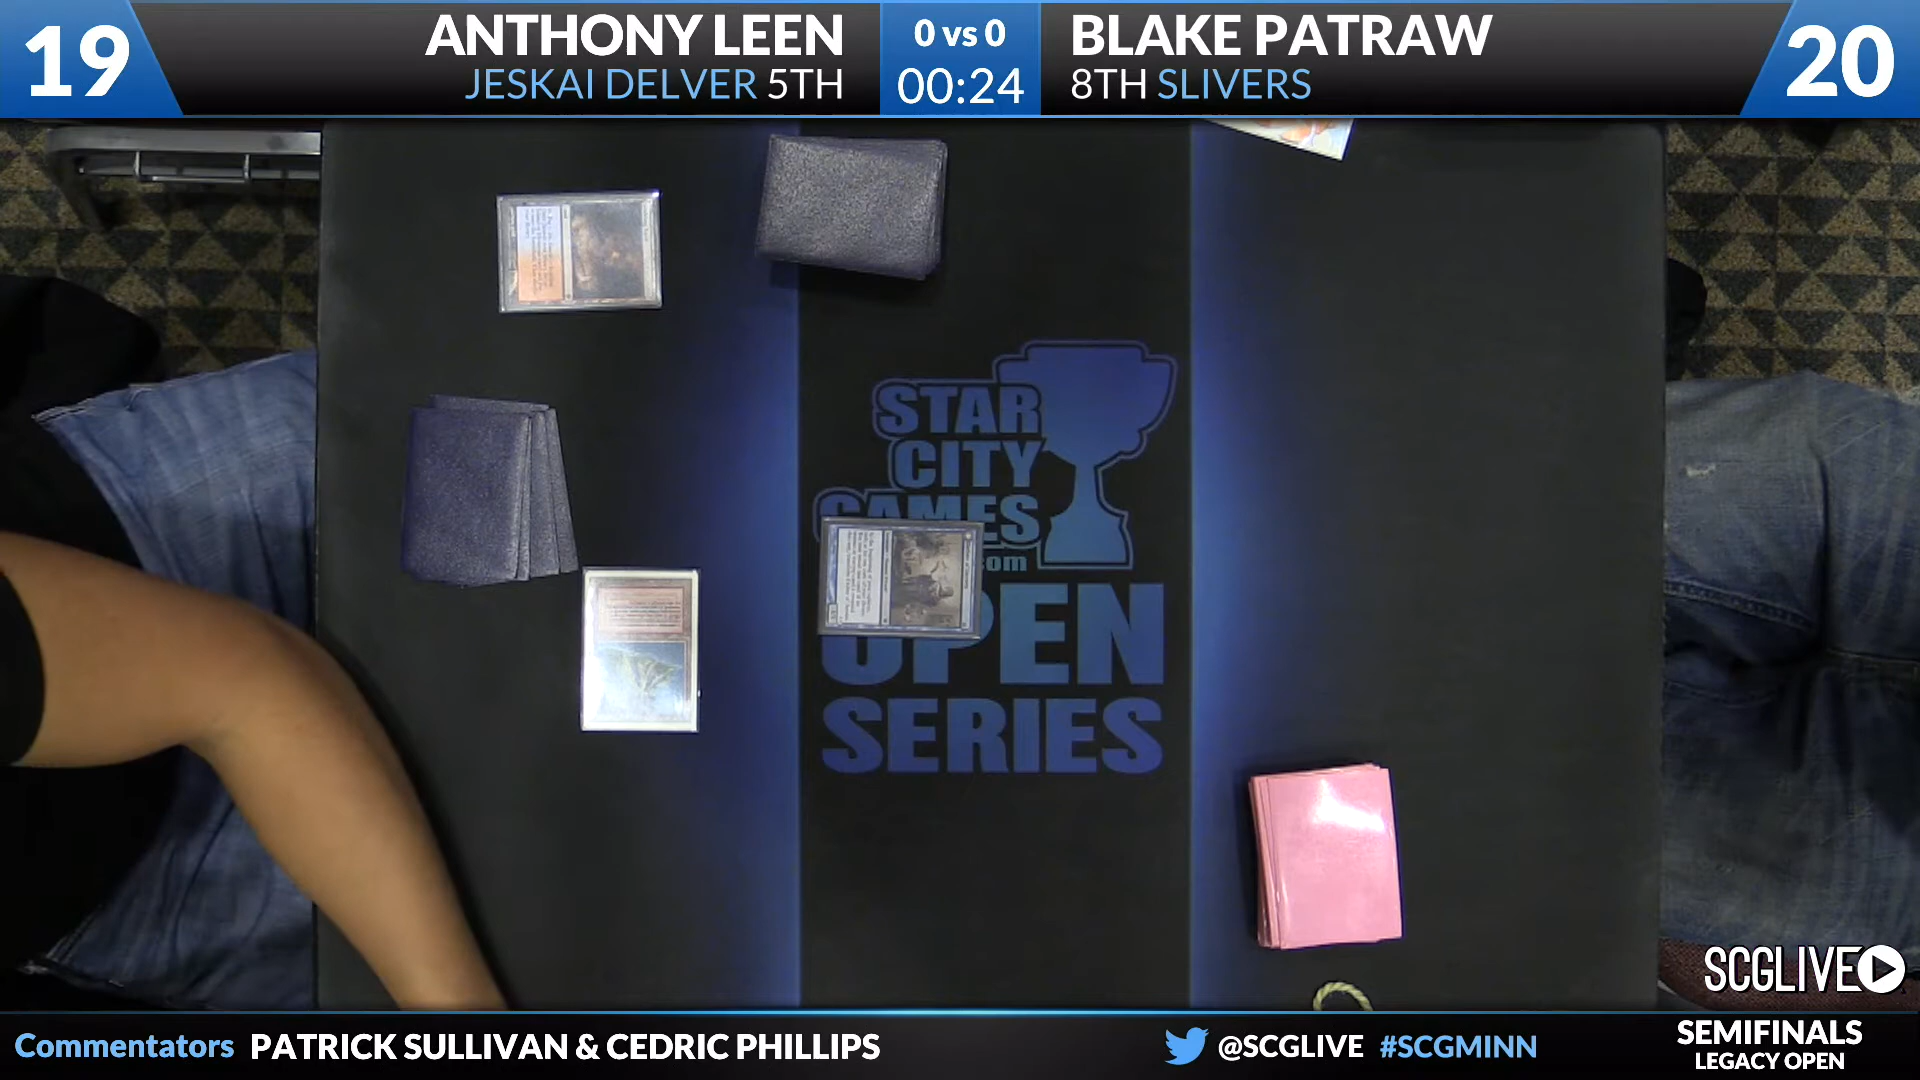 19
ANTHONY LEEN
JESKAI DELVER 5TH
0 vs 0
00:24
BLAKE PATRAW
8TH SLIVERS
20
STAR
CITY
GAMES
.com
OPEN
SERIES
SCGLIVE
Commentators PATRICK SULLIVAN & CEDRIC PHILLIPS
@SCGLIVE #SCGMINN
SEMIFINALS
LEGACY OPEN